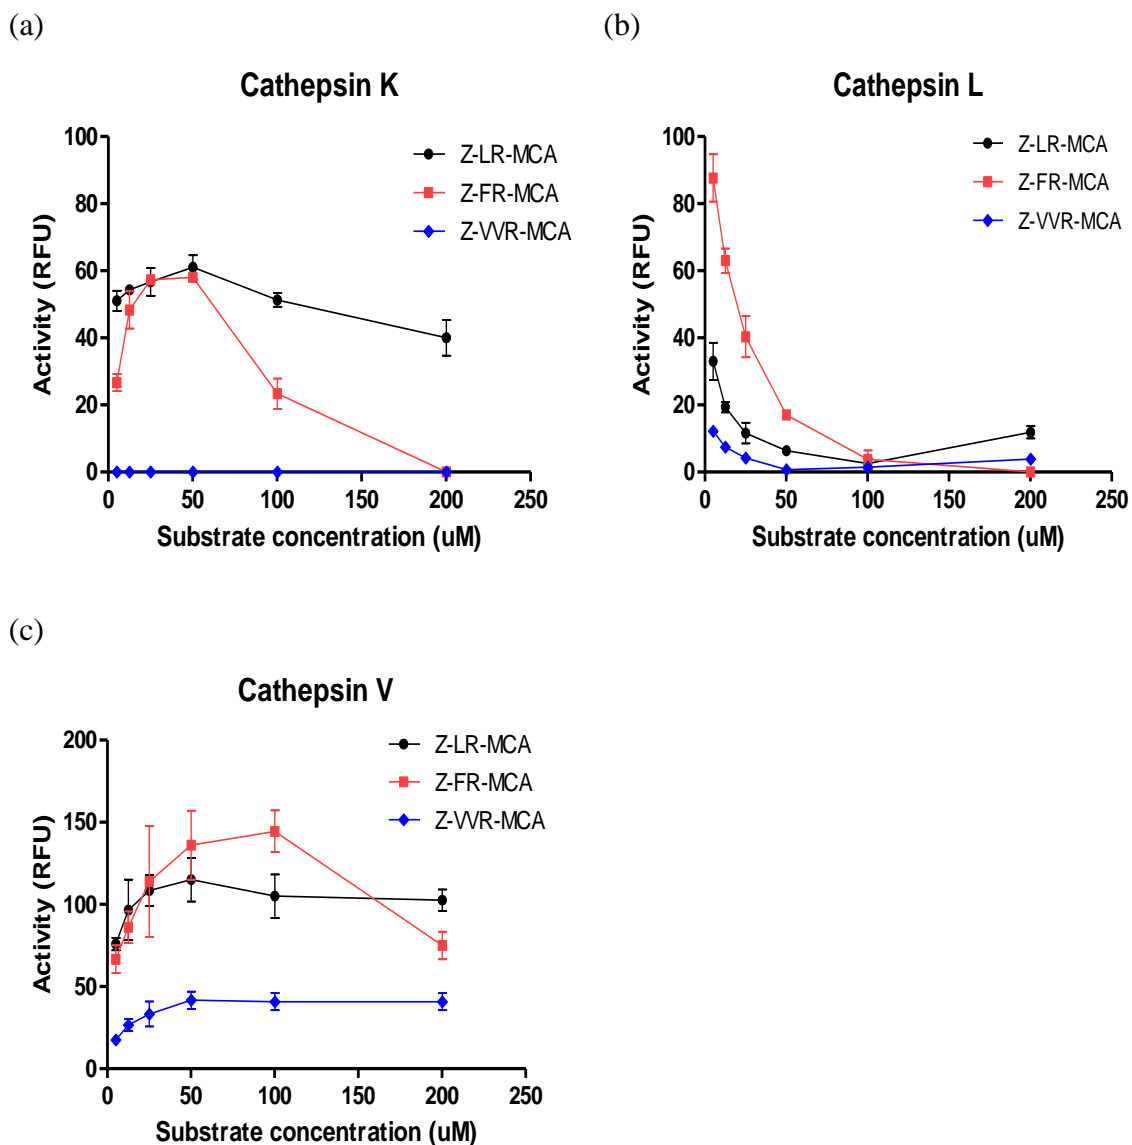 (a)
Cathepsin K
Z-LR-MCA
Z-FR-MCA
Z-VVR-MCA
Activity (RFU)
100
80
60
40
20
0
0 50 100 150 200 250
Substrate concentration (uM)
(b)
Cathepsin L
Z-LR-MCA
Z-FR-MCA
Z-VVR-MCA
Activity (RFU)
100
80
60
40
20
0
0 50 100 150 200 250
Substrate concentration (uM)
(c)
Cathepsin V
Z-LR-MCA
Z-FR-MCA
Z-VVR-MCA
Activity (RFU)
200
150
100
50
0
0 50 100 150 200 250
Substrate concentration (uM)